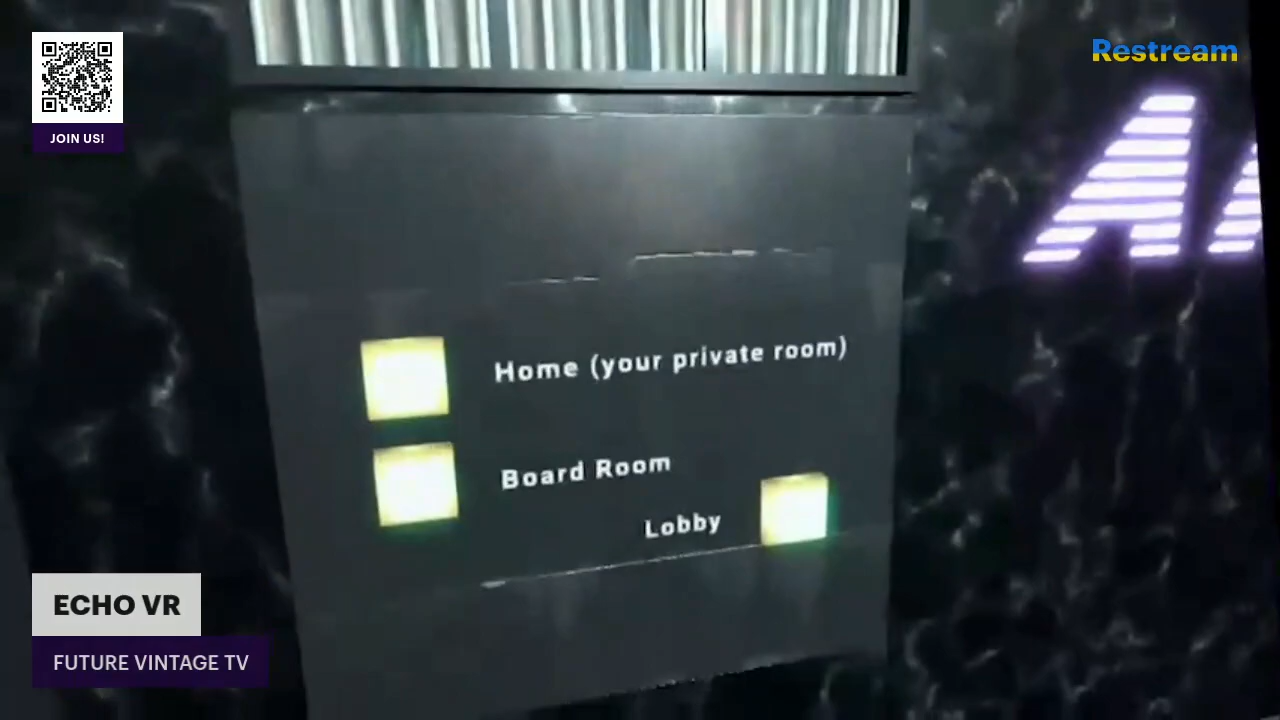 Restream
JOIN US!
Home (your private room)
Board Room
Lobby
ECHO VR
FUTURE VINTAGE TV